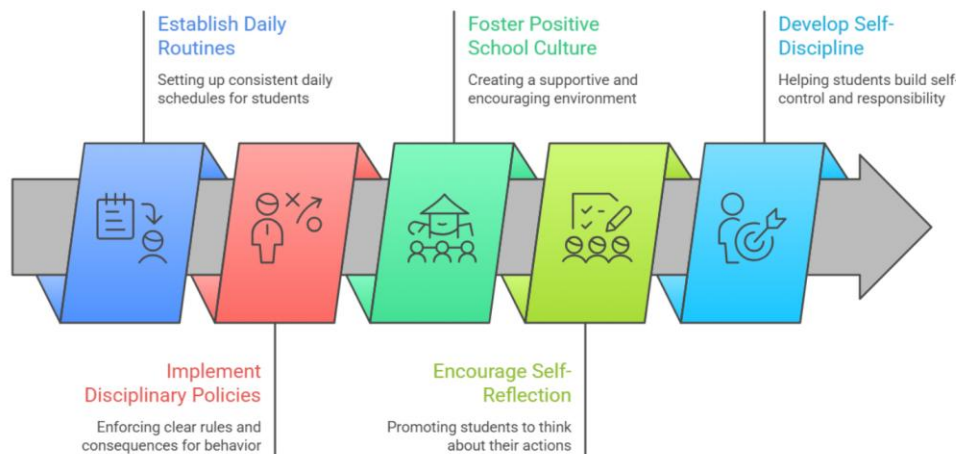 Establish Daily
Routines
Setting up consistent daily
schedules for students
Foster Positive
School Culture
Creating a supportive and
encouraging environment
Develop Self-
Discipline
Helping students build self-
control and responsibility
Implement
Disciplinary Policies
Enforcing clear rules and
consequences for behavior
Encourage Self-
Reflection
Promoting students to think
about their actions